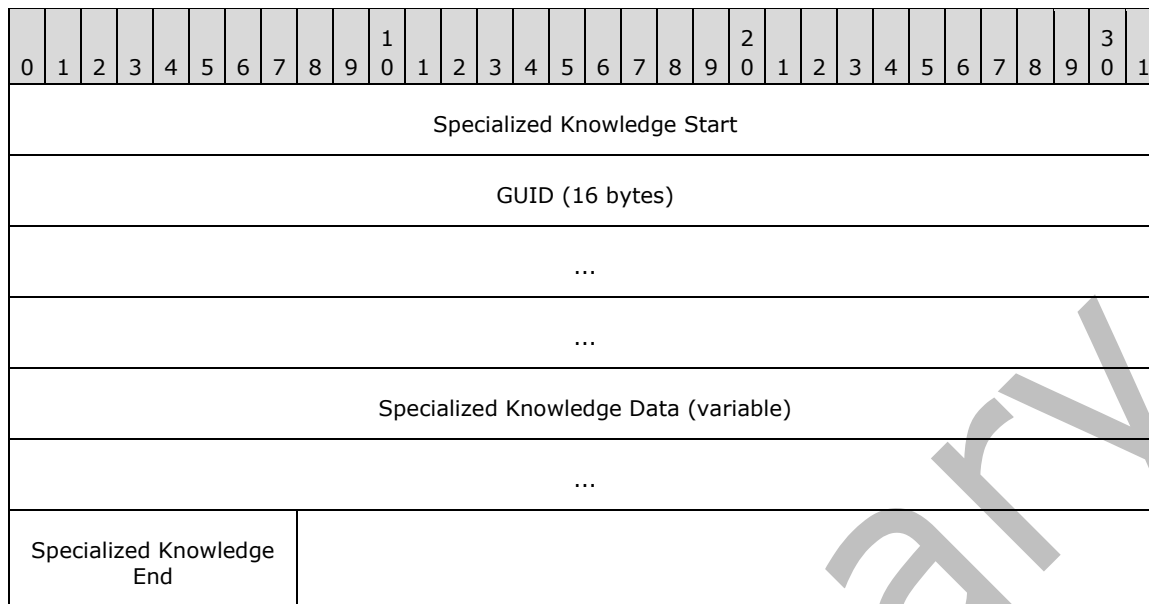 1 2 3
0 1 2 3 4 5 6 7 8 9 0 1 2 3 4 5 6 7 8 9 0 1 2 3 4 5 6 7 8 9 0 1
Specialized Knowledge Start
GUID (16 bytes)
...
...
Specialized Knowledge Data (variable)
...
Specialized Knowledge
End
ary